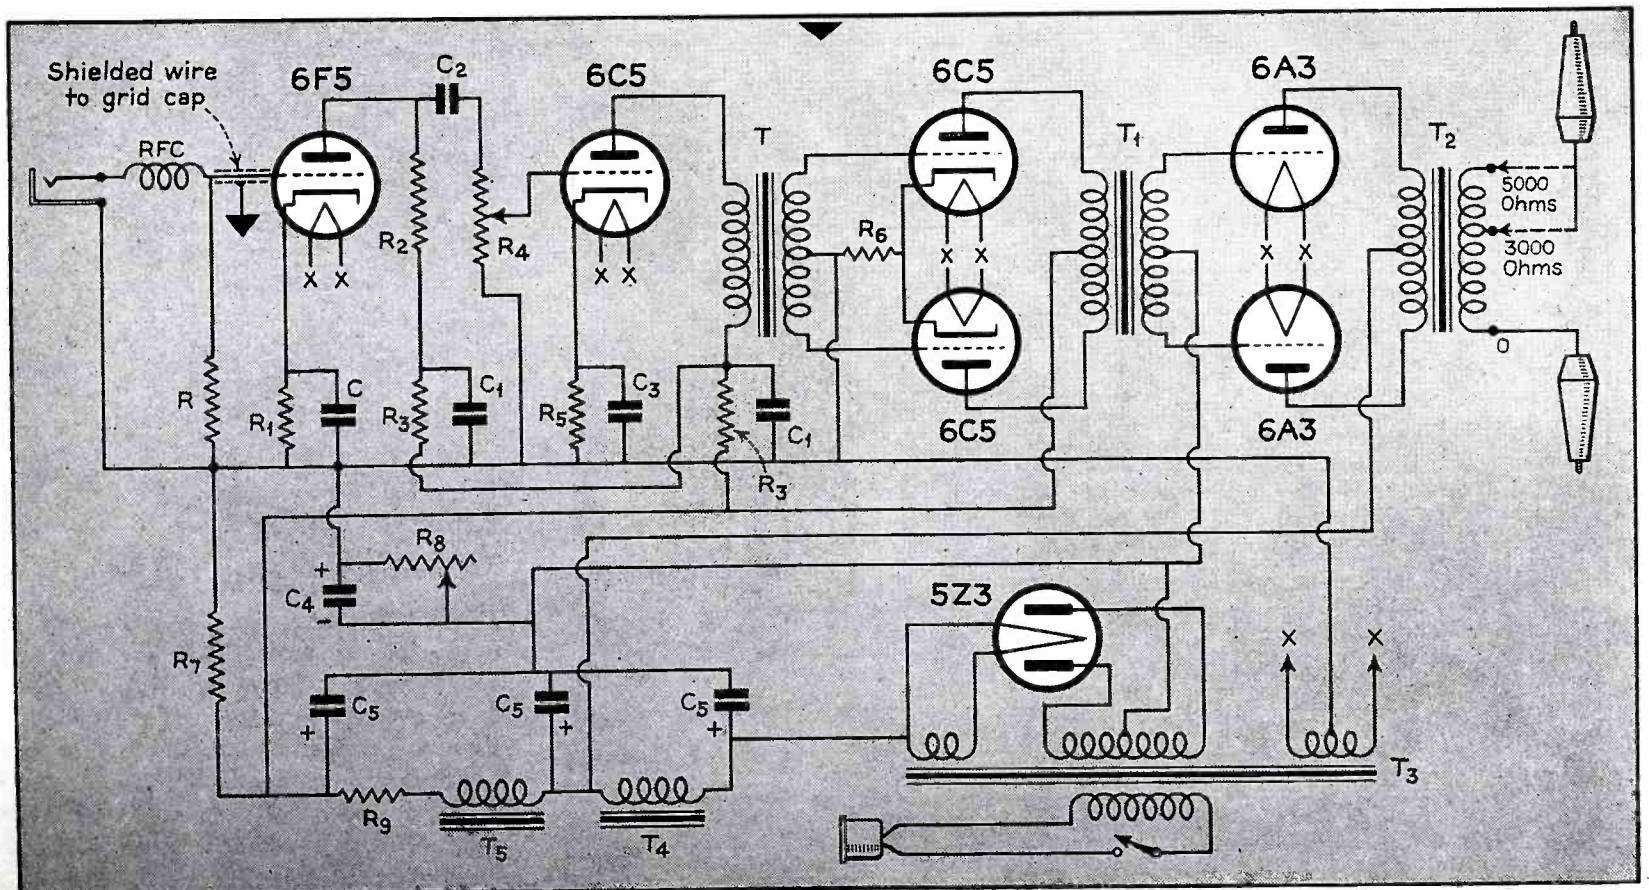 Shielded wire
to grid cap
6F5
C2
6C5
6C5
6A3
RFC
T
T1
T2
5000
Ohms
3000
Ohms
R2
R4
R6
X X
X X
X X
X X
O
R
R1
C
R3
C1
R5
C3
C1
R3
6C5
6A3
R8
+
C4
-
5Z3
R7
X X
C5
+
C5
+
C5
+
R9
T5
T4
T3